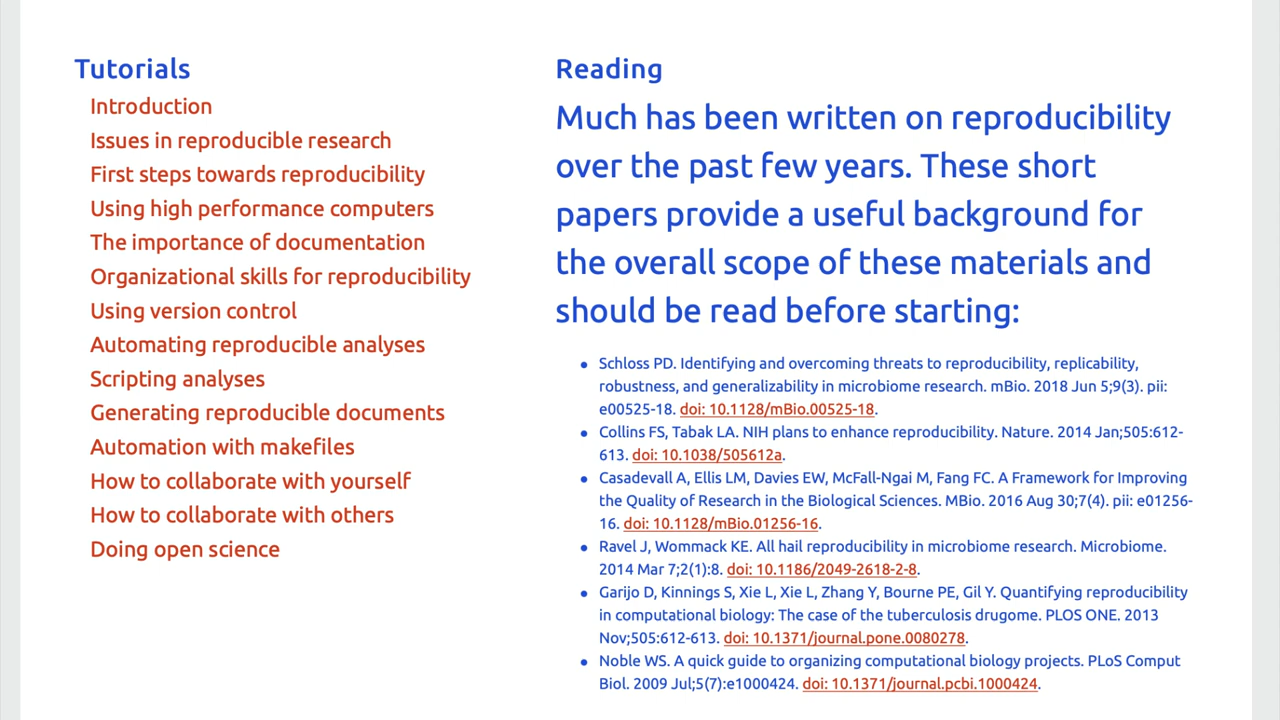 Tutorials
Introduction
Issues in reproducible research
First steps towards reproducibility
Using high performance computers
The importance of documentation
Organizational skills for reproducibility
Using version control
Automating reproducible analyses
Scripting analyses
Generating reproducible documents
Automation with makefiles
How to collaborate with yourself
How to collaborate with others
Doing open science
Reading
Much has been written on reproducibility
over the past few years. These short
papers provide a useful background for
the overall scope of these materials and
should be read before starting:
• Schloss PD. Identifying and overcoming threats to reproducibility, replicability,
robustness, and generalizability in microbiome research. mBio. 2018 Jun 5;9(3). pii:
e00525-18. doi: 10.1128/mBio.00525-18.
• Collins FS, Tabak LA. NIH plans to enhance reproducibility. Nature. 2014 Jan;505:612-
613. doi: 10.1038/505612a.
• Casadevall A, Ellis LM, Davies EW, McFall-Ngai M, Fang FC. A Framework for Improving
the Quality of Research in the Biological Sciences. MBio. 2016 Aug 30;7(4). pii: e01256-
16. doi: 10.1128/mBio.01256-16.
• Ravel J, Wommack KE. All hail reproducibility in microbiome research. Microbiome.
2014 Mar 7;2(1):8. doi: 10.1186/2049-2618-2-8.
• Garijo D, Kinnings S, Xie L, Xie L, Zhang Y, Bourne PE, Gil Y. Quantifying reproducibility
in computational biology: The case of the tuberculosis drugome. PLOS ONE. 2013
Nov;505:612-613. doi: 10.1371/journal.pone.0080278.
• Noble WS. A quick guide to organizing computational biology projects. PLoS Comput
Biol. 2009 Jul;5(7):e1000424. doi: 10.1371/journal.pcbi.1000424.